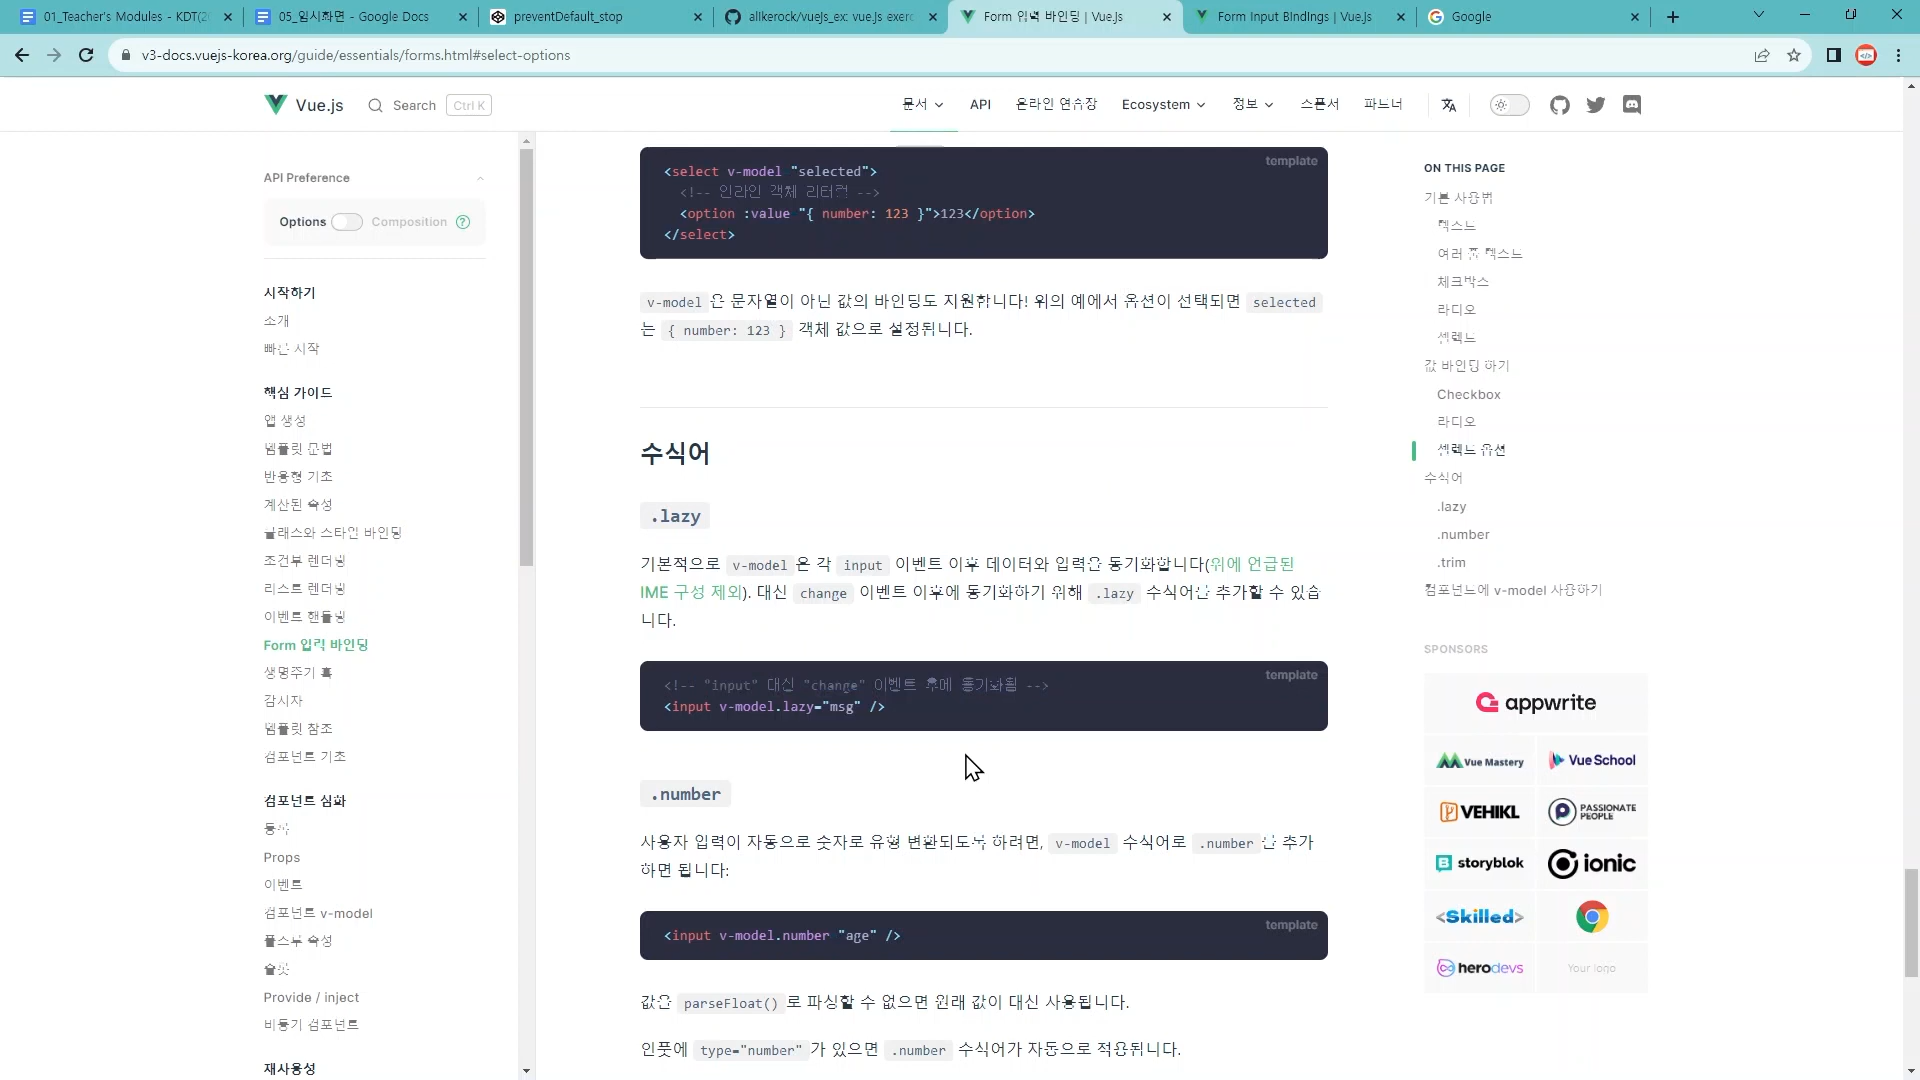 01_Teacher's Modules - KDT(2
05_임시화면 - Google Docs
preventDefault_stop
alikerock/vuejs_ex: vue.js exerc
Form 입력 바인딩 | Vue.js
Form Input Bindings | Vue.js
Google
v3-docs.vuejs-korea.org/guide/essentials/forms.html#select-options
Vue.js
Search Ctrl K
문서
API
온라인 연습장
Ecosystem
정보
스폰서
파트너
API Preference
Options Composition ?
시작하기
소개
빠른 시작
핵심 가이드
앱 생성
템플릿 문법
반응형 기초
계산된 속성
클래스와 스타일 바인딩
조건부 렌더링
리스트 렌더링
이벤트 핸들링
Form 입력 바인딩
생명주기 훅
감시자
템플릿 참조
컴포넌트 기초
컴포넌트 심화
등록
Props
이벤트
컴포넌트 v-model
폴스루 속성
슬롯
Provide / inject
비동기 컴포넌트
재사용성
template
<select v-model "selected">
<!-- 인라인 객체 리터럴 -->
<option :value "{ number: 123 }">123</option>
</select>
v-model 은 문자열이 아닌 값의 바인딩도 지원합니다! 위의 예에서 옵션이 선택되면 selected
는 { number: 123 } 객체 값으로 설정됩니다.
수식어
.lazy
기본적으로 v-model 은 각 input 이벤트 이후 데이터와 입력을 동기화합니다(위에 언급된
IME 구성 제외). 대신 change 이벤트 이후에 동기화하기 위해 .lazy 수식어를 추가할 수 있습
니다.
template
<!-- "input" 대신 "change" 이벤트 후에 동기화됨 -->
<input v-model.lazy="msg" />
.number
사용자 입력이 자동으로 숫자로 유형 변환되도록 하려면, v-model 수식어로 .number 를 추가
하면 됩니다:
template
<input v-model.number "age" />
값을 parseFloat() 로 파싱할 수 없으면 원래 값이 대신 사용됩니다.
인풋에 type="number" 가 있으면 .number 수식어가 자동으로 적용됩니다.
ON THIS PAGE
기본 사용법
텍스트
여러 줄 텍스트
체크박스
라디오
셀렉트
값 바인딩 하기
Checkbox
라디오
셀렉트 옵션
수식어
.lazy
.number
.trim
컴포넌트에 v-model 사용하기
SPONSORS
appwrite
Vue Mastery
Vue School
VEHIKL
PASSIONATE
PEOPLE
storyblok
ionic
<Skilled>
herodevs
Your logo